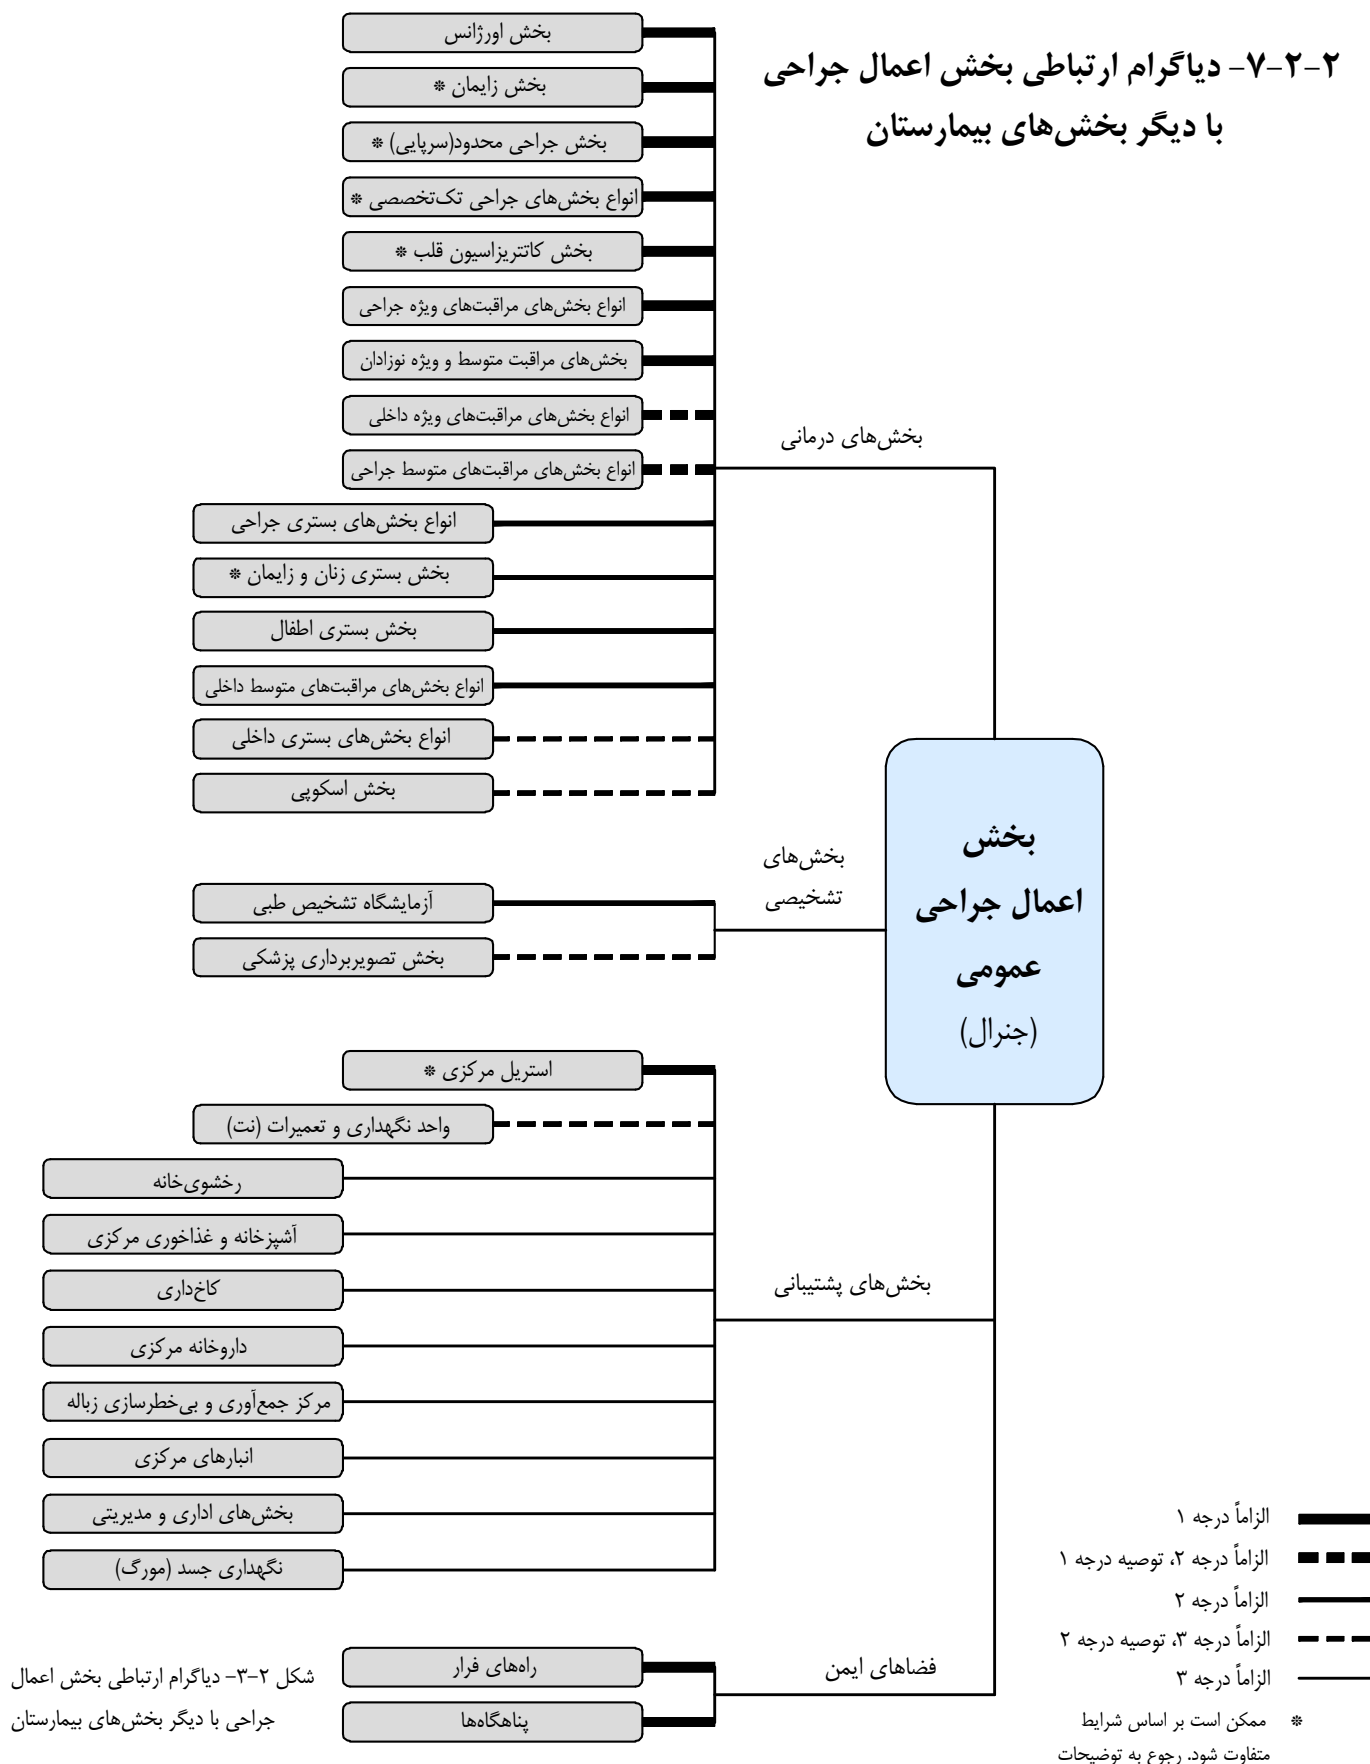 ۷-۲-۲- دیاگرام ارتباطی بخش اعمال جراحی
با دیگر بخش‌های بیمارستان
بخش اورژانس
بخش زایمان *
بخش جراحی محدود(سرپایی) *
انواع بخش‌های جراحی تک‌تخصصی *
بخش کاتتریزاسیون قلب *
انواع بخش‌های مراقبت‌های ویژه جراحی
بخش‌های مراقبت متوسط و ویژه نوزادان
انواع بخش‌های مراقبت‌های ویژه داخلی
انواع بخش‌های مراقبت‌های متوسط جراحی
بخش‌های درمانی
انواع بخش‌های بستری جراحی
بخش بستری زنان و زایمان *
بخش بستری اطفال
انواع بخش‌های مراقبت‌های متوسط داخلی
انواع بخش‌های بستری داخلی
بخش اسکوپی
بخش
اعمال جراحی
عمومی
(جنرال)
بخش‌های
تشخیصی
آزمایشگاه تشخیص طبی
بخش تصویربرداری پزشکی
استریل مرکزی *
واحد نگهداری و تعمیرات (نت)
رخشوی‌خانه
آشپزخانه و غذاخوری مرکزی
کاخ‌داری
داروخانه مرکزی
مرکز جمع‌آوری و بی‌خطرسازی زباله
انبارهای مرکزی
بخش‌های اداری و مدیریتی
نگهداری جسد (مورگ)
بخش‌های پشتیبانی
فضاهای ایمن
راه‌های فرار
پناهگاه‌ها
الزاماً درجه ۱
الزاماً درجه ۲، توصیه درجه ۱
الزاماً درجه ۲
الزاماً درجه ۳، توصیه درجه ۲
الزاماً درجه ۳
* ممکن است بر اساس شرایط
متفاوت شود. رجوع به توضیحات
شکل ۲-۳- دیاگرام ارتباطی بخش اعمال
جراحی با دیگر بخش‌های بیمارستان